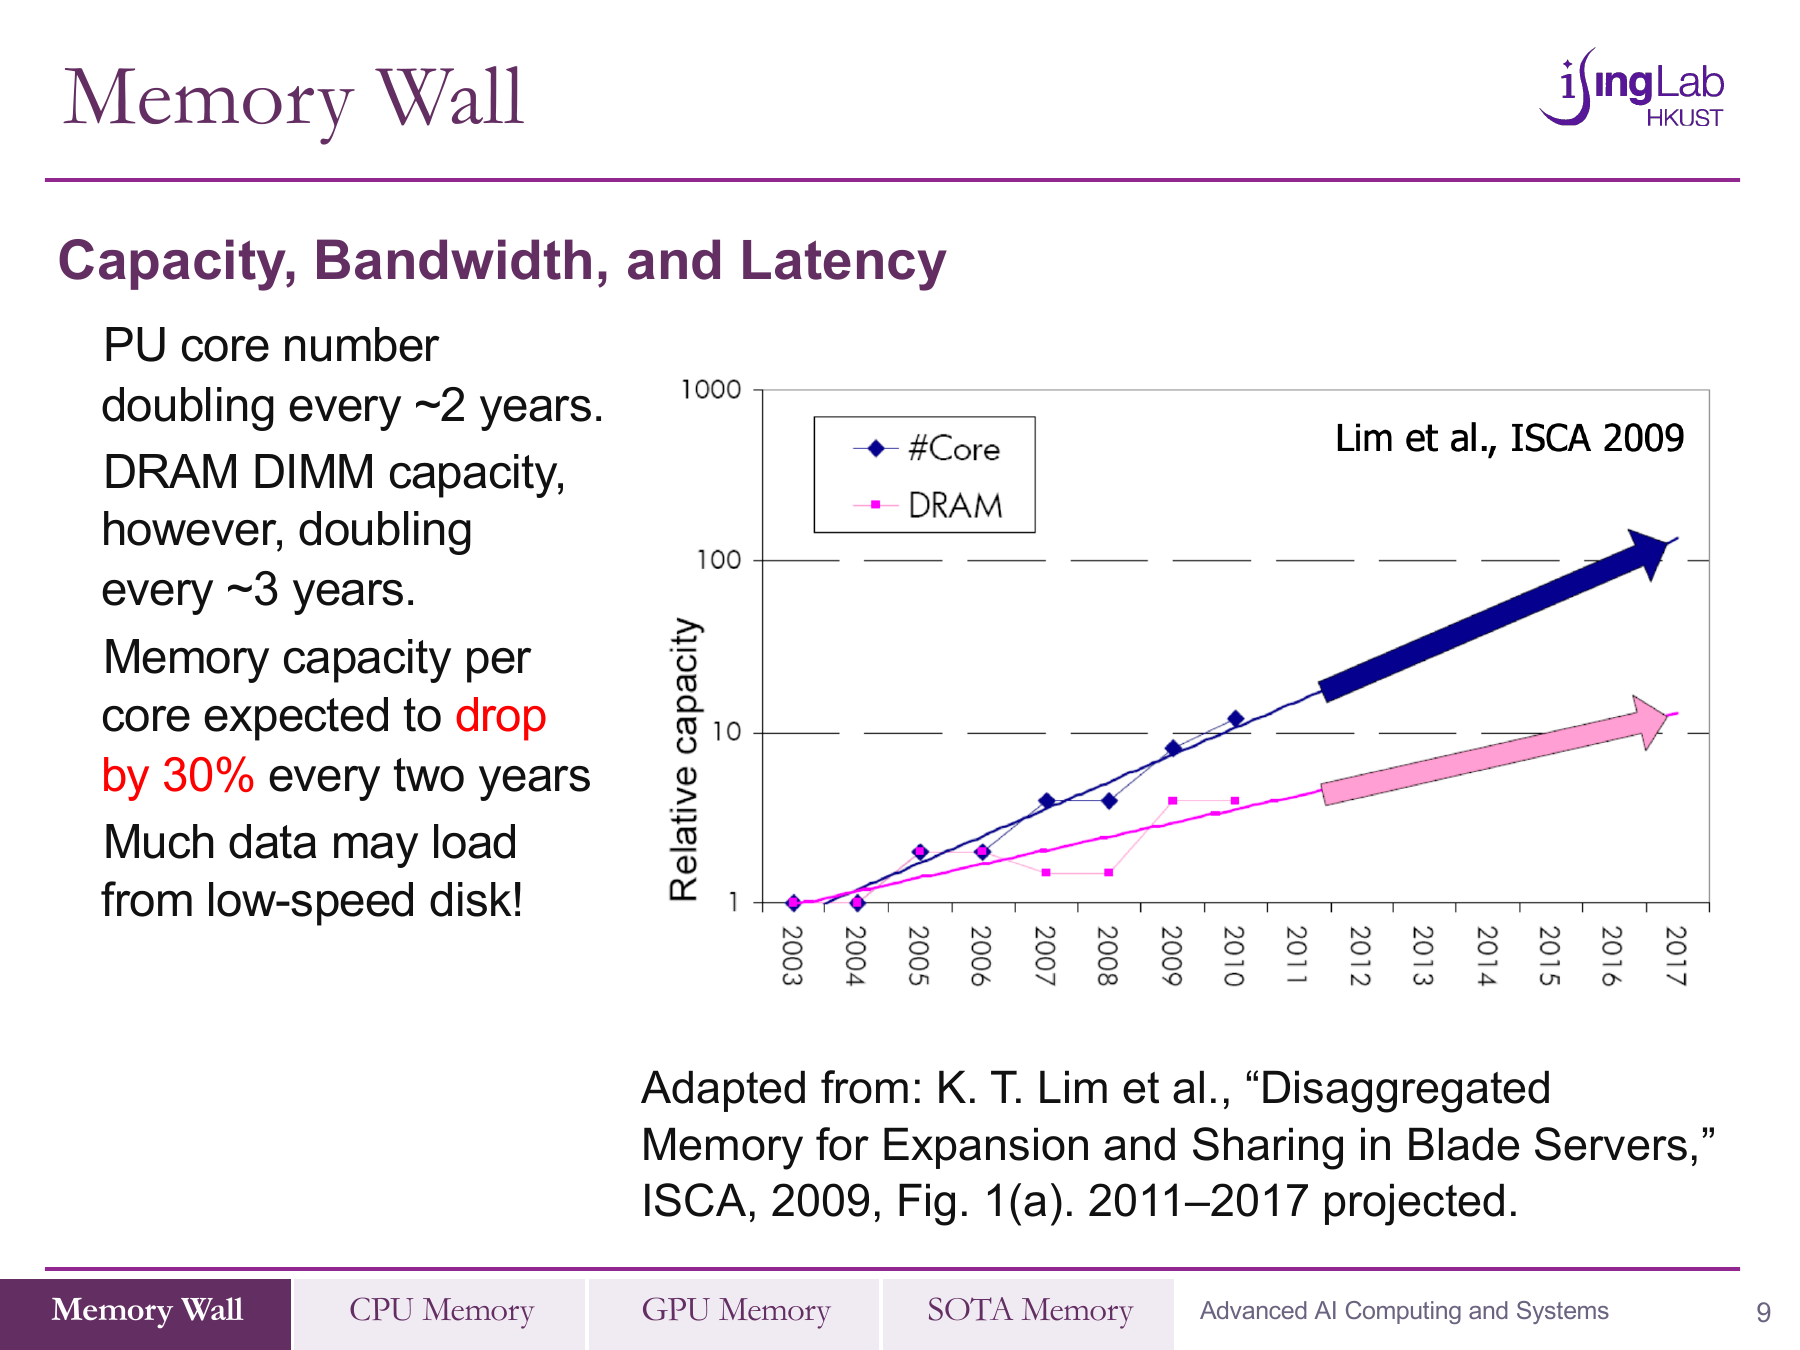 Memory Wall
iSingLab
HKUST
Capacity, Bandwidth, and Latency
PU core number
doubling every ~2 years.
DRAM DIMM capacity,
however, doubling
every ~3 years.
Memory capacity per
core expected to drop
by 30% every two years
Much data may load
from low-speed disk!
1000
100
10
1
Relative capacity
#Core
DRAM
Lim et al., ISCA 2009
2003
2004
2005
2006
2007
2008
2009
2010
2011
2012
2013
2014
2015
2016
2017
Adapted from: K. T. Lim et al., “Disaggregated
Memory for Expansion and Sharing in Blade Servers,”
ISCA, 2009, Fig. 1(a). 2011–2017 projected.
Memory Wall
CPU Memory
GPU Memory
SOTA Memory
Advanced AI Computing and Systems
9